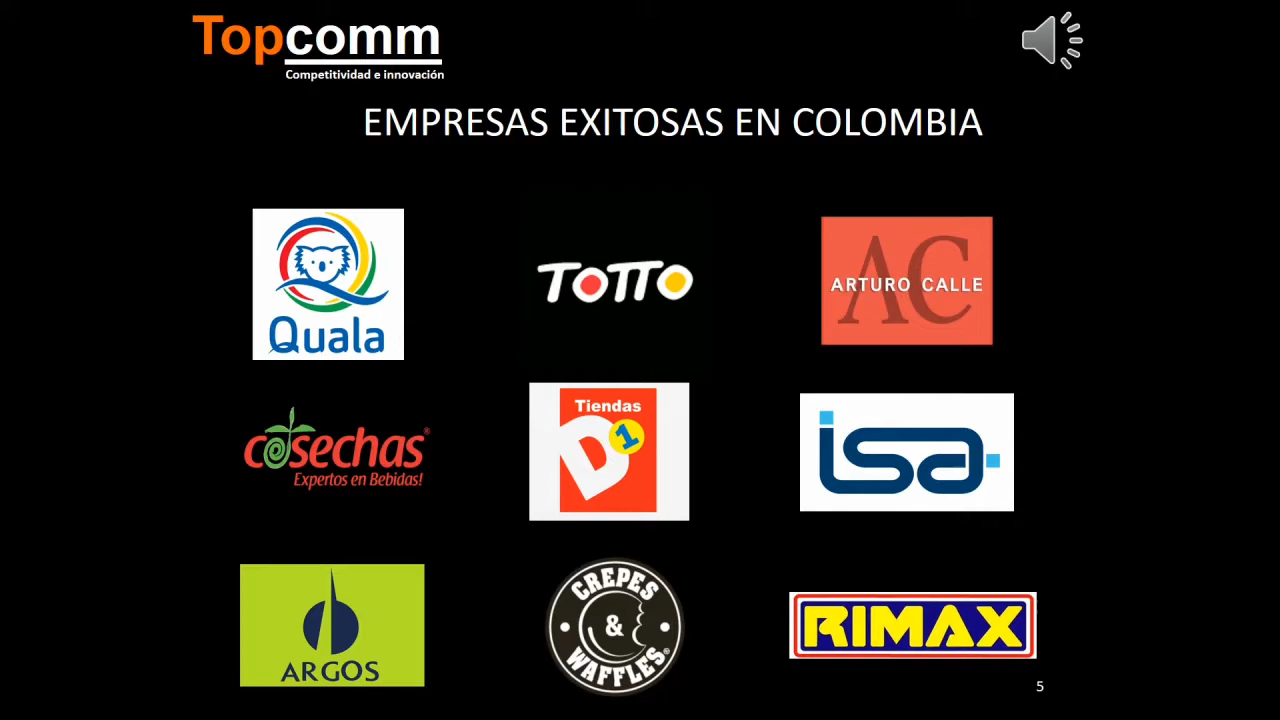 Topcomm
Competitividad e innovación
EMPRESAS EXITOSAS EN COLOMBIA
Quala
TOTTO
AC
ARTURO CALLE
cosechas®
Expertos en Bebidas!
Tiendas
D1
isa
ARGOS
CREPES
&
WAFFLES®
RIMAX
5